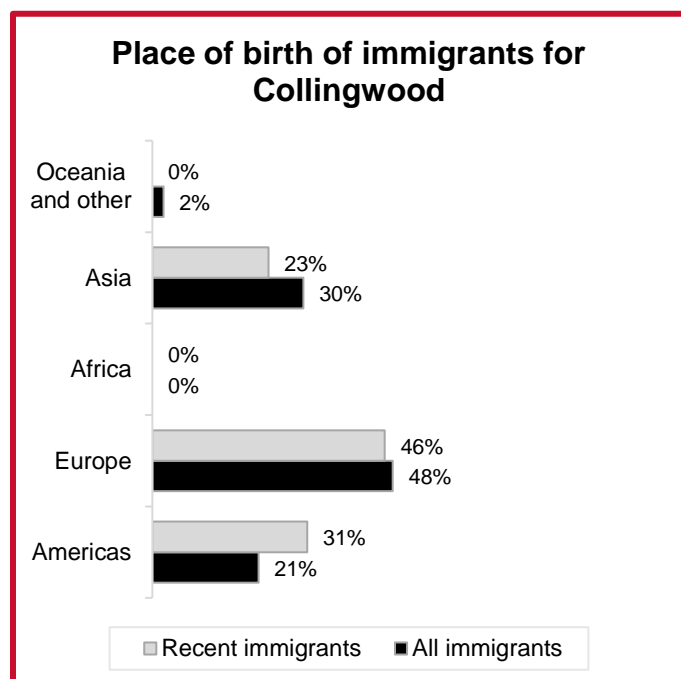 Place of birth of immigrants for
Collingwood
Oceania
and other
0%
2%
Asia
23%
30%
Africa
0%
0%
Europe
46%
48%
Americas
31%
21%
Recent immigrants
All immigrants